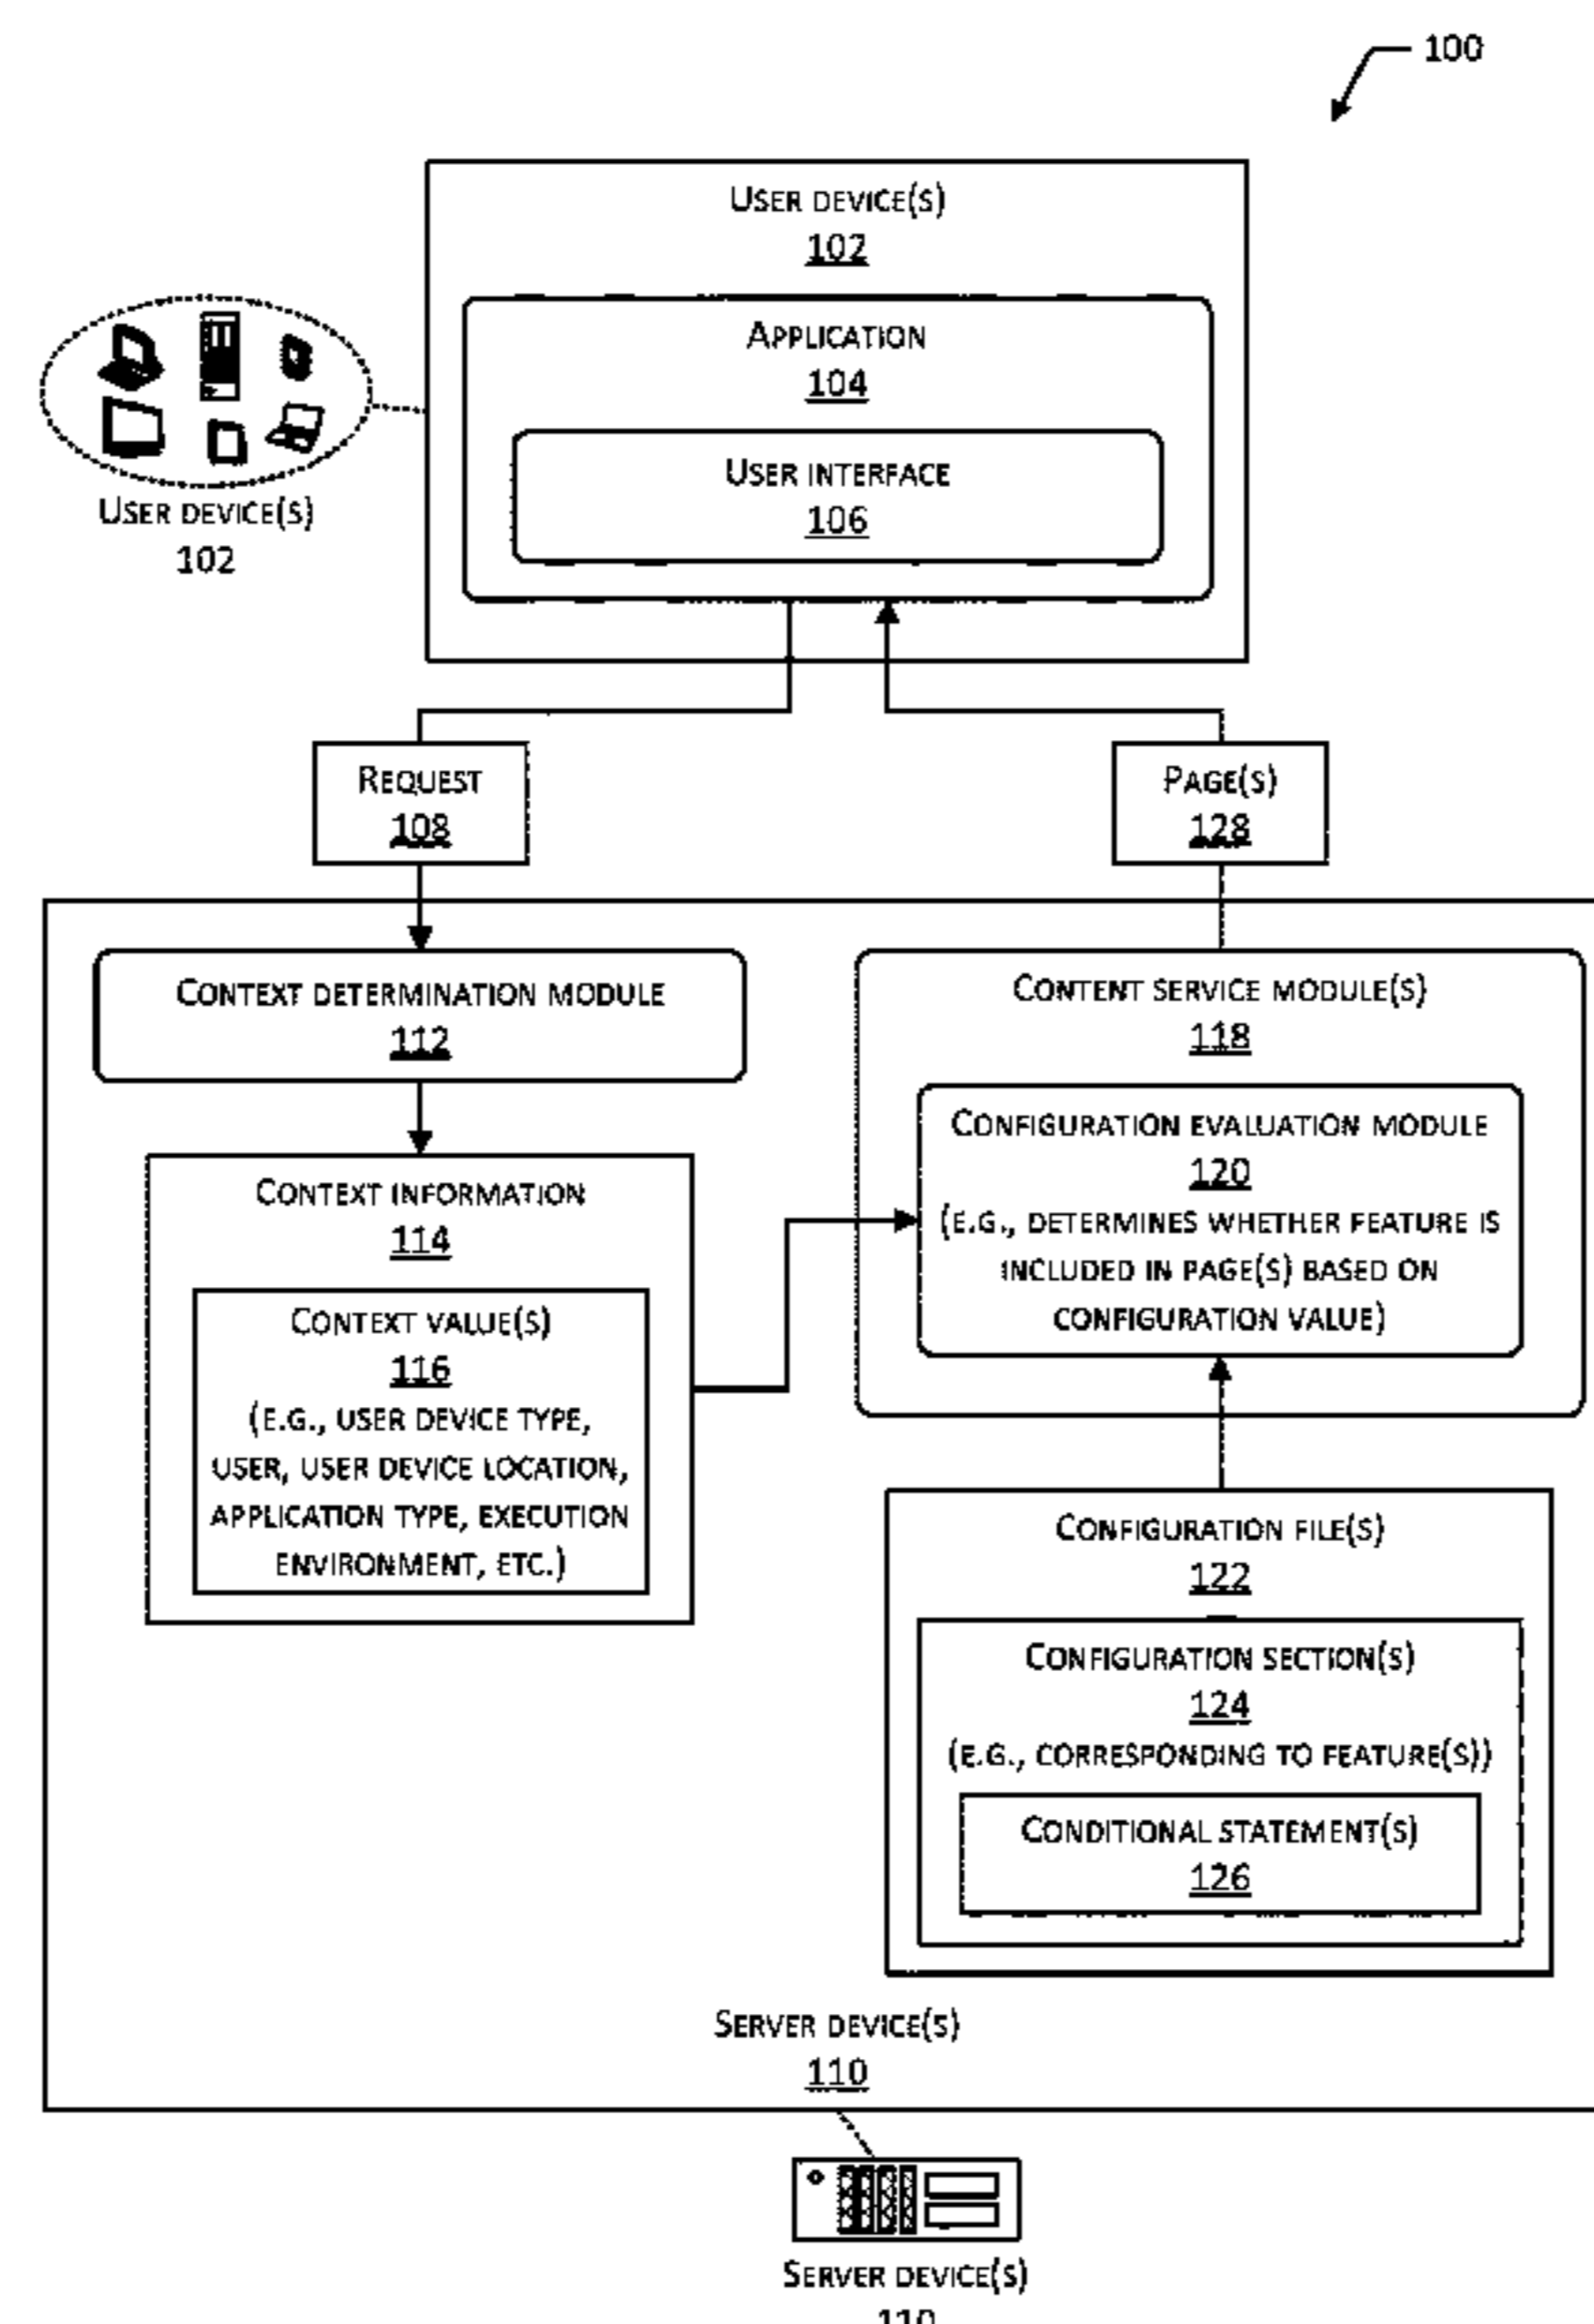 100
User device(s)
102
Application
104
User interface
106
User device(s)
102
Request
108
Page(s)
128
Context determination module
112
Context information
114
Context value(s)
116
(e.g., user device type,
user, user device location,
application type, execution
environment, etc.)
Content service module(s)
118
Configuration evaluation module
120
(e.g., determines whether feature is
included in page(s) based on
configuration value)
Configuration file(s)
122
Configuration section(s)
124
(e.g., corresponding to feature(s))
Conditional statement(s)
126
Server device(s)
110
Server device(s)
110